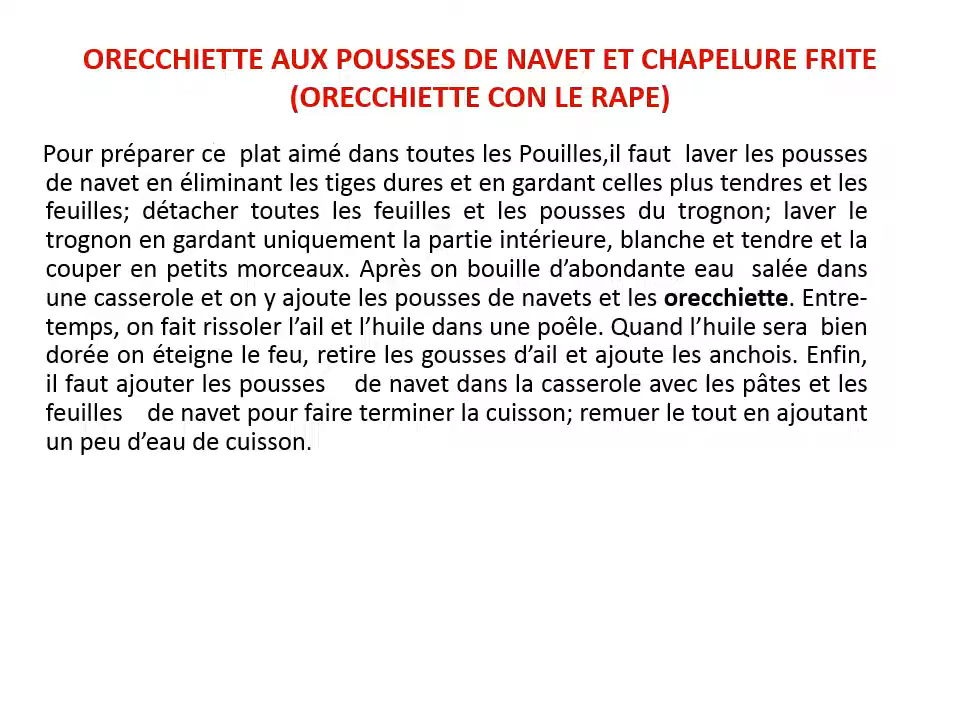 ORECCHIETTE AUX POUSSES DE NAVET ET CHAPELURE FRITE
(ORECCHIETTE CON LE RAPE)
Pour préparer ce  plat aimé dans toutes les Pouilles,il faut  laver les pousses
de navet en éliminant les tiges dures et en gardant celles plus tendres et les
feuilles; détacher toutes les feuilles et les pousses du trognon; laver le
trognon en gardant uniquement la partie intérieure, blanche et tendre et la
couper en petits morceaux. Après on bouille d’abondante eau  salée dans
une casserole et on y ajoute les pousses de navets et les orecchiette. Entre-
temps, on fait rissoler l’ail et l’huile dans une poêle. Quand l’huile sera  bien
dorée on éteigne le feu, retire les gousses d’ail et ajoute les anchois. Enfin,
il faut ajouter les pousses   de navet dans la casserole avec les pâtes et les
feuilles   de navet pour faire terminer la cuisson; remuer le tout en ajoutant
un peu d’eau de cuisson.